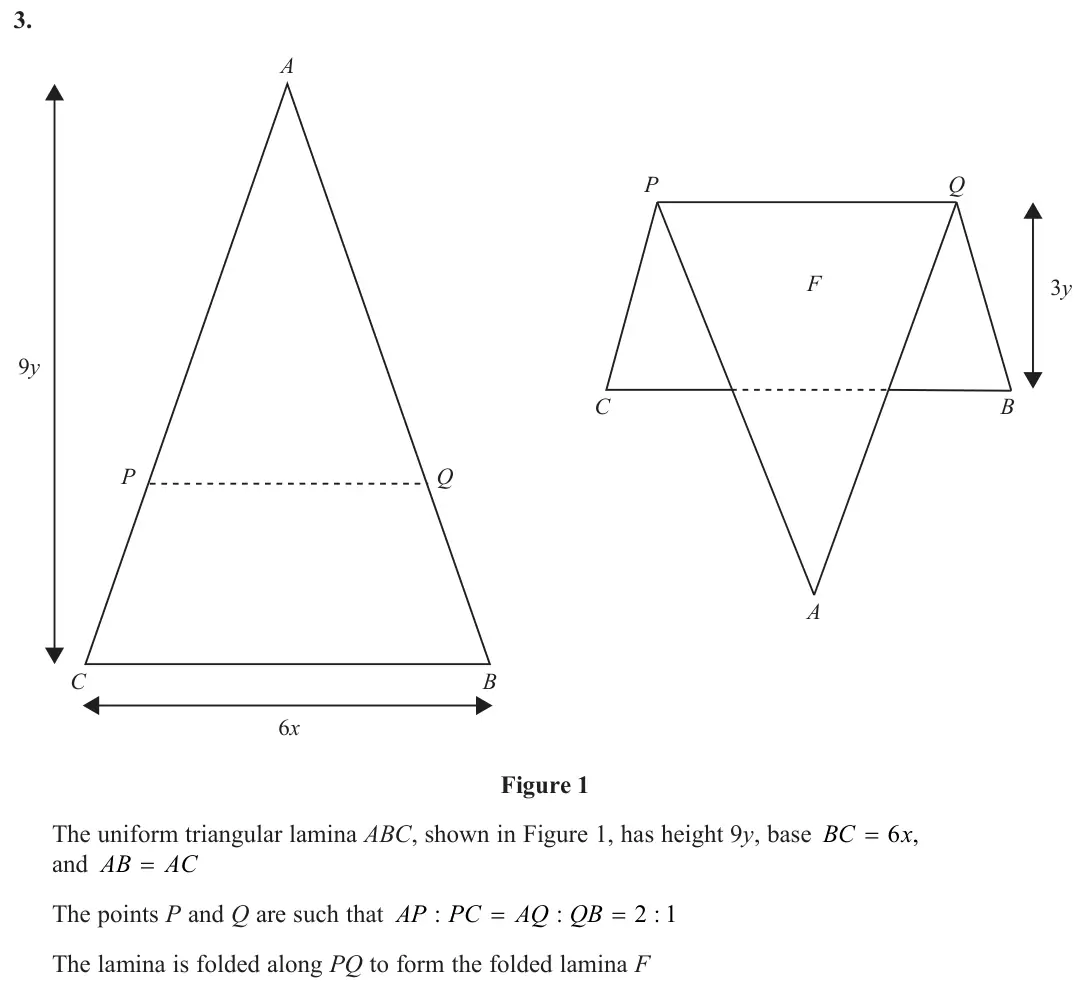 3.
A
9y
P
Q
C
B
6x
P
Q
F
3y
C
B
A
Figure 1
The uniform triangular lamina ABC, shown in Figure 1, has height 9y, base BC = 6x,
and AB = AC
The points P and Q are such that AP : PC = AQ : QB = 2 : 1
The lamina is folded along PQ to form the folded lamina F